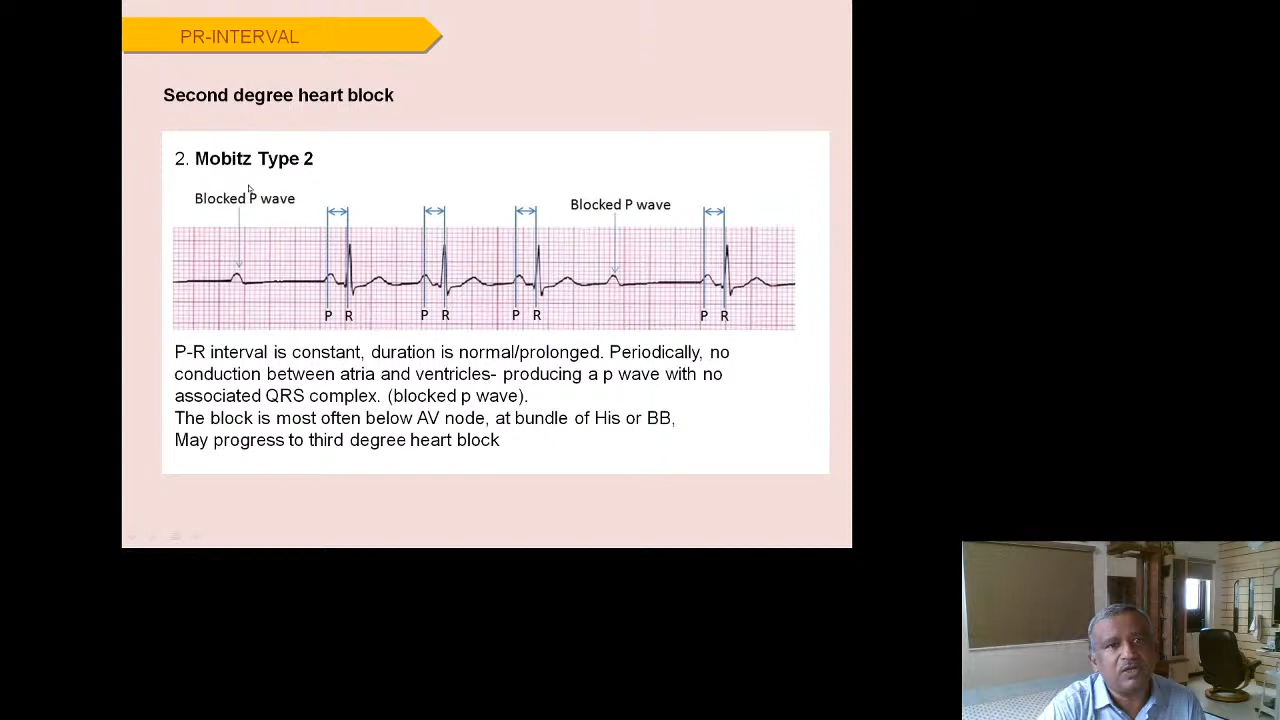 PR-INTERVAL
Second degree heart block
2. Mobitz Type 2
Blocked P wave
Blocked P wave
P R P R P R P R
P-R interval is constant, duration is normal/prolonged. Periodically, no
conduction between atria and ventricles- producing a p wave with no
associated QRS complex. (blocked p wave).
The block is most often below AV node, at bundle of His or BB,
May progress to third degree heart block